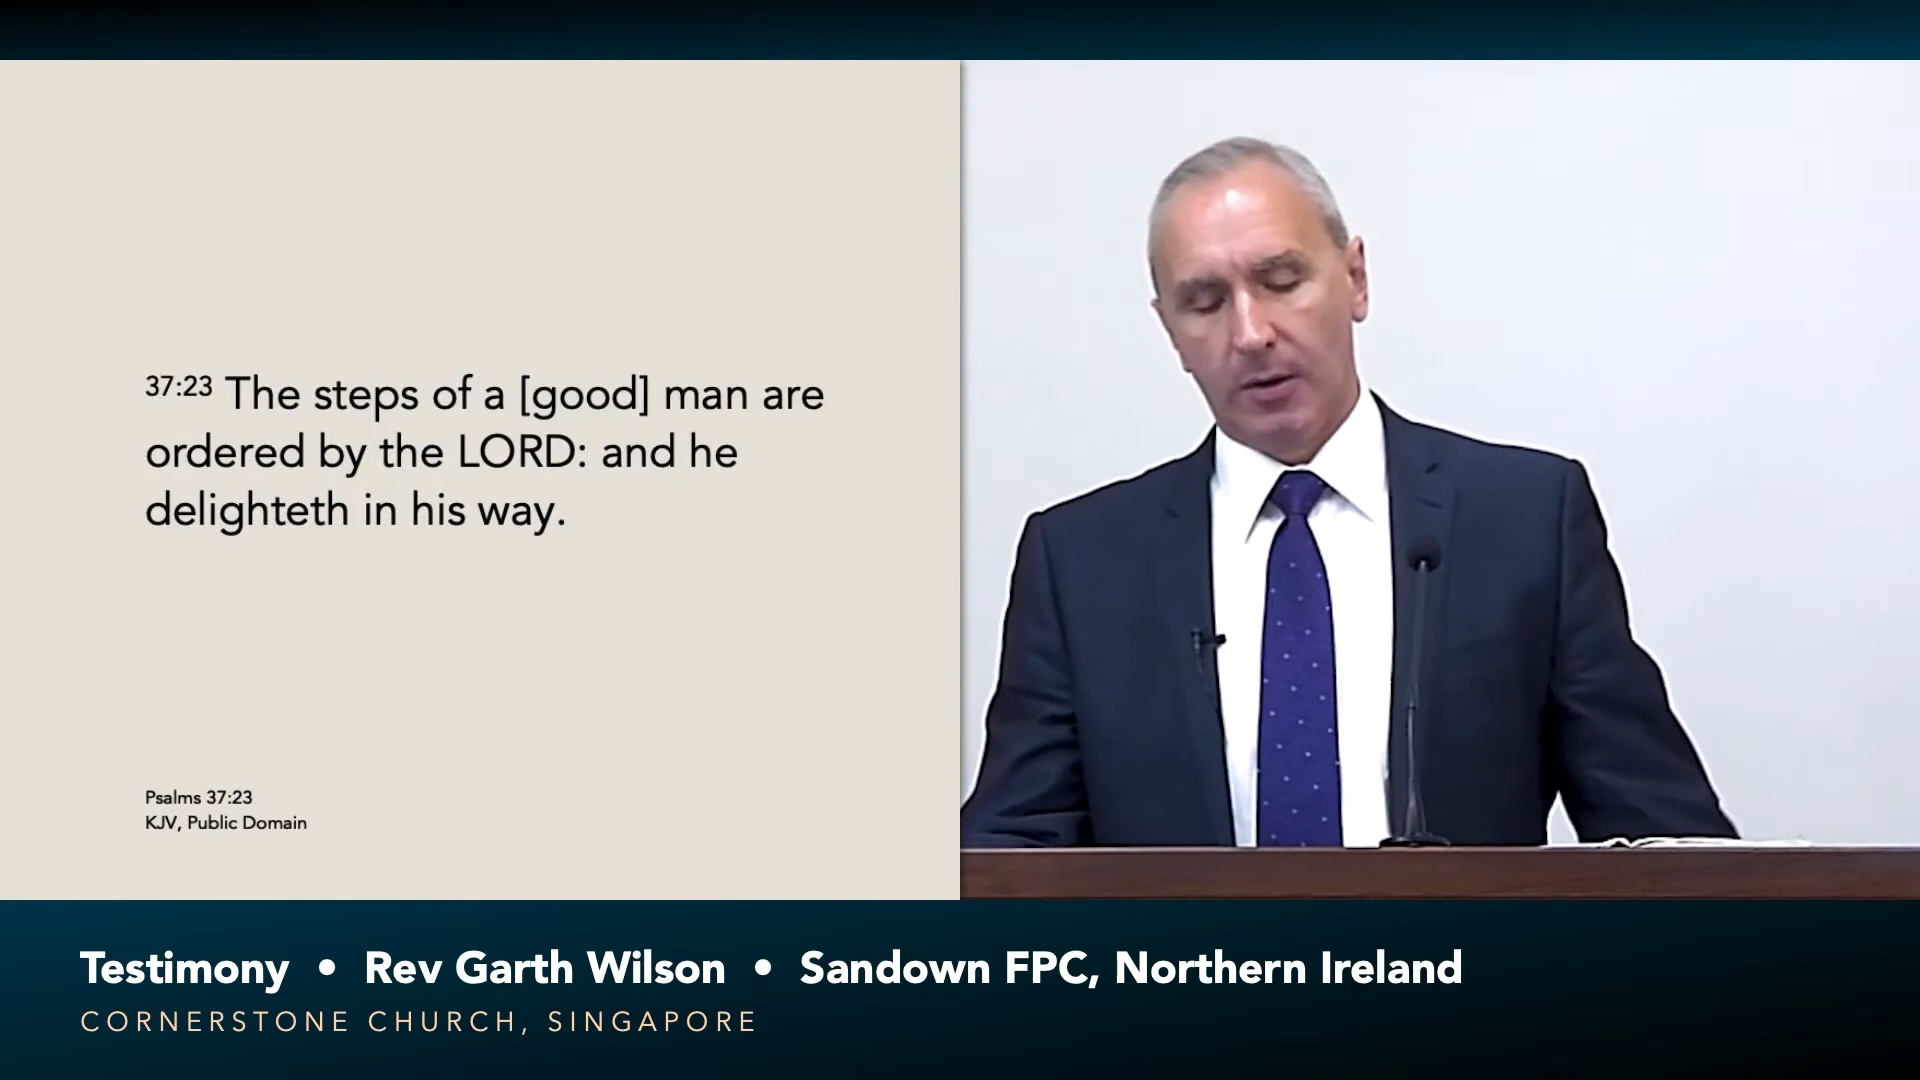 37:23 The steps of a [good] man are
ordered by the LORD: and he
delighteth in his way.
Psalms 37:23
KJV, Public Domain
Testimony • Rev Garth Wilson • Sandown FPC, Northern Ireland
CORNERSTONE CHURCH, SINGAPORE